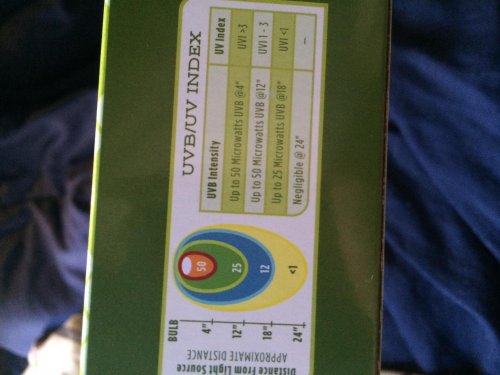 UVB/UV INDEX
UVB Intensity UV Index
Up to 50 Microwatts UVB @4" UVI >3
Up to 50 Microwatts UVB @12" UVI 1 - 3
Up to 25 Microwatts UVB @18" UVI <1
Negligible @ 24" —
50
25
12
<1
BULB
4"
12"
18"
24"
Distance From Light Source
APPROXIMATE DISTANCE